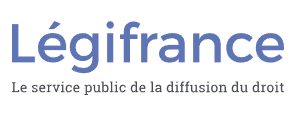 Légifrance
Le service public de la diffusion du droit